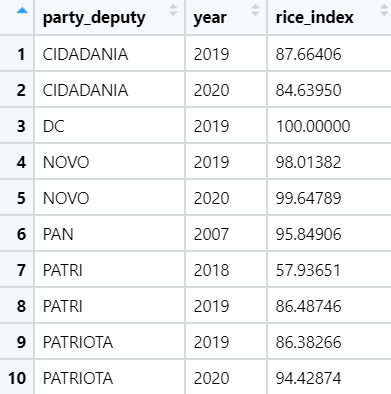 party_deputy year rice_index
1 CIDADANIA 2019 87.66406
2 CIDADANIA 2020 84.63950
3 DC 2019 100.00000
4 NOVO 2019 98.01382
5 NOVO 2020 99.64789
6 PAN 2007 95.84906
7 PATRI 2018 57.93651
8 PATRI 2019 86.48746
9 PATRIOTA 2019 86.38266
10 PATRIOTA 2020 94.42874